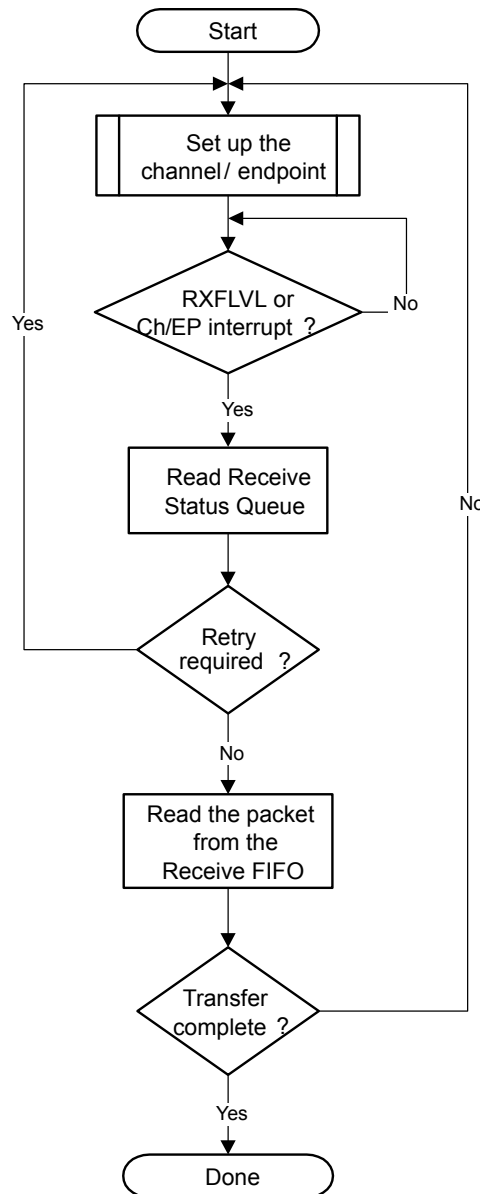 Start
Set up the
channel/ endpoint
RXFLVL or
Ch/EP interrupt ?
No
Yes
Yes
Read Receive
Status Queue
No
Retry
required ?
No
Read the packet
from the
Receive FIFO
Transfer
complete ?
Yes
Done